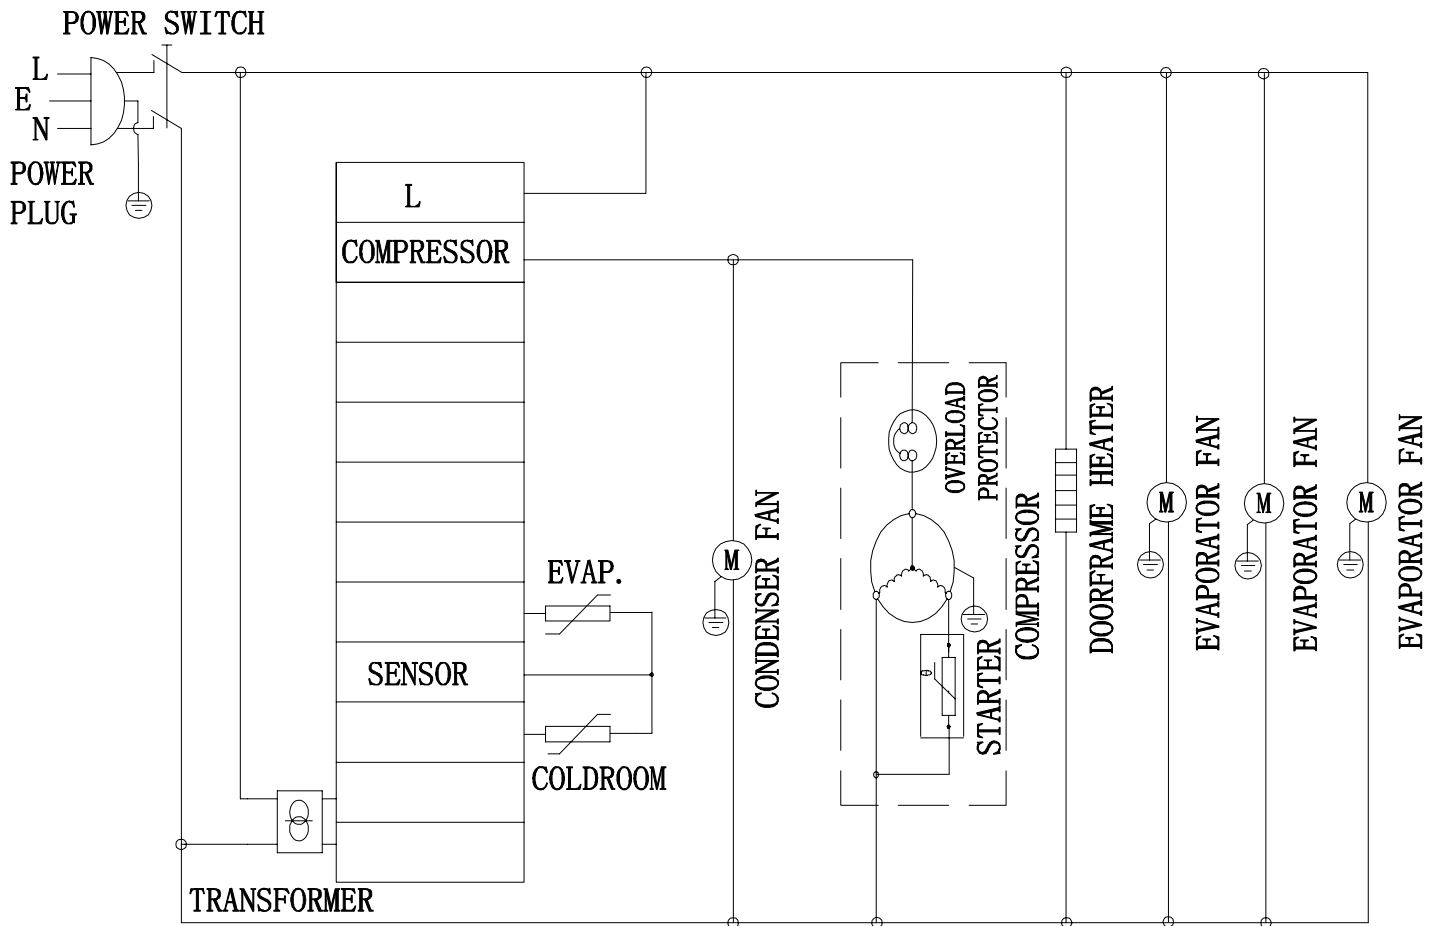 POWER SWITCH
L
E
N
POWER
PLUG
L
COMPRESSOR
EVAP.
SENSOR
COLDROOM
TRANSFORMER
M
CONDENSER FAN
OVERLOAD
PROTECTOR
STARTER
COMPRESSOR
DOORFRAME HEATER
M
EVAPORATOR FAN
M
EVAPORATOR FAN
M
EVAPORATOR FAN